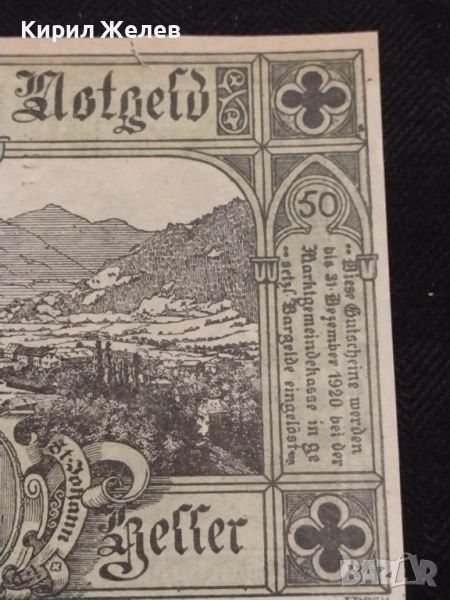 Кирил Желев
Notgeld
50
"Diese Gutscheine werden
bis 31. Dezember 1920 bei der
Marktgemeindekasse in ge
setzl. Bargelde eingelöst"
St. Johann
Heller
BAZAR